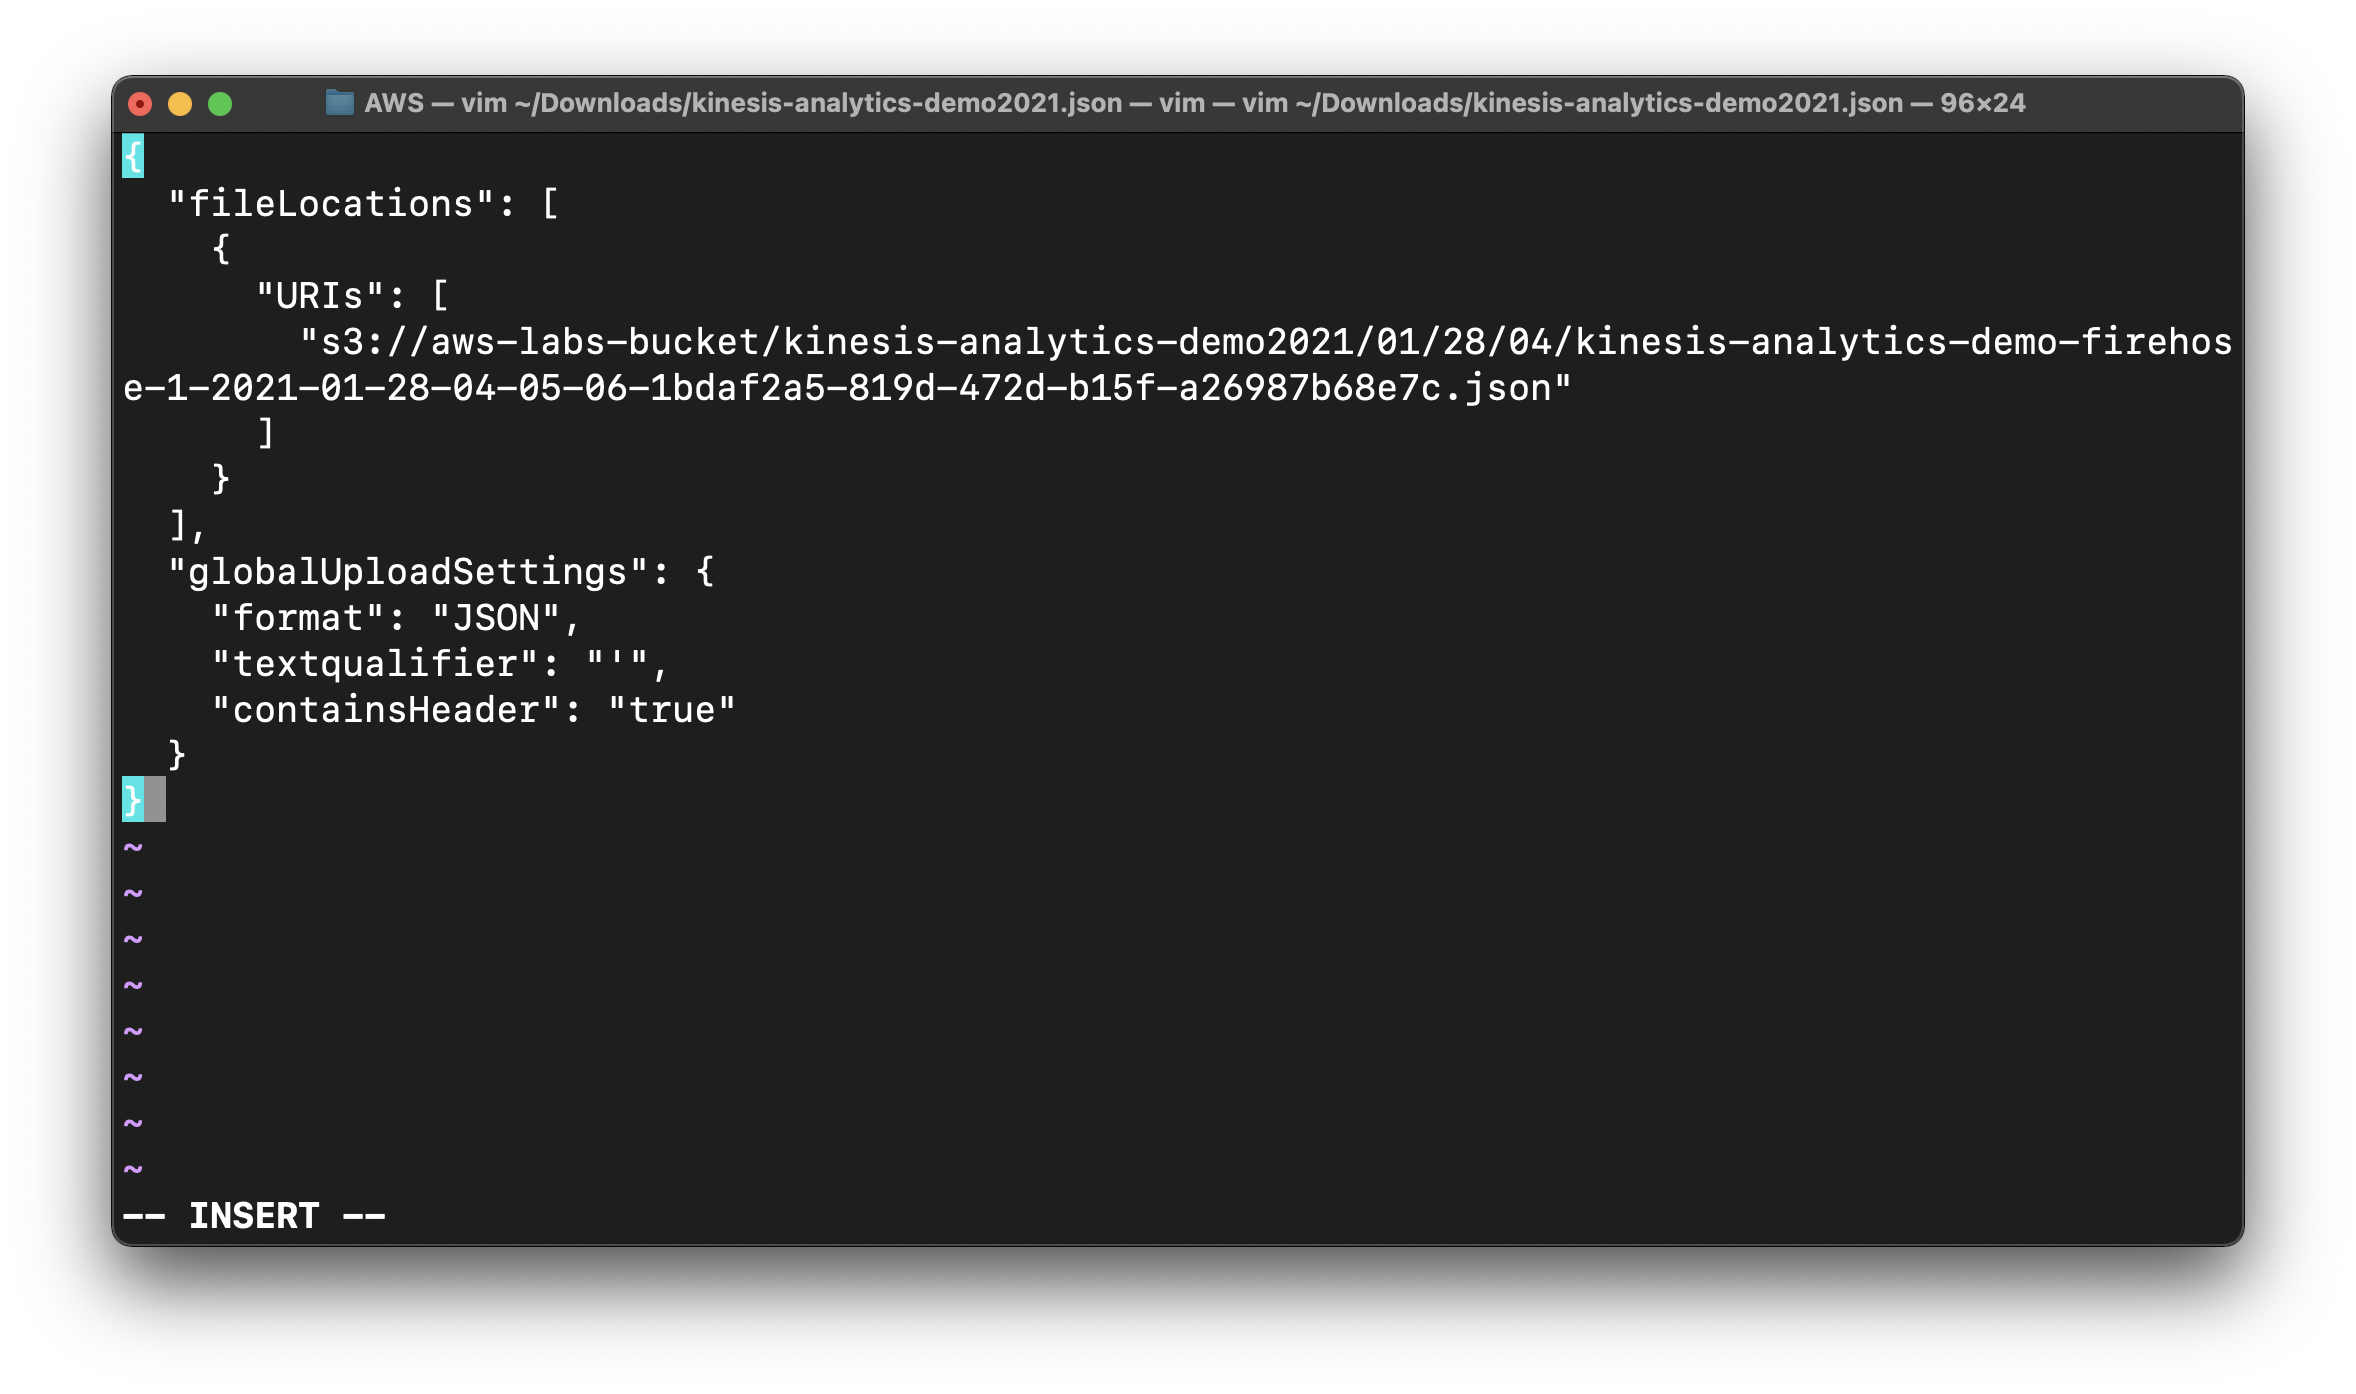 AWS — vim ~/Downloads/kinesis-analytics-demo2021.json — vim — vim ~/Downloads/kinesis-analytics-demo2021.json — 96×24
{
  "fileLocations": [
    {
      "URIs": [
        "s3://aws-labs-bucket/kinesis-analytics-demo2021/01/28/04/kinesis-analytics-demo-firehos
e-1-2021-01-28-04-05-06-1bdaf2a5-819d-472d-b15f-a26987b68e7c.json"
      ]
    }
  ],
  "globalUploadSettings": {
    "format": "JSON",
    "textqualifier": "'",
    "containsHeader": "true"
  }
}
~
~
~
~
~
~
~
~
-- INSERT --